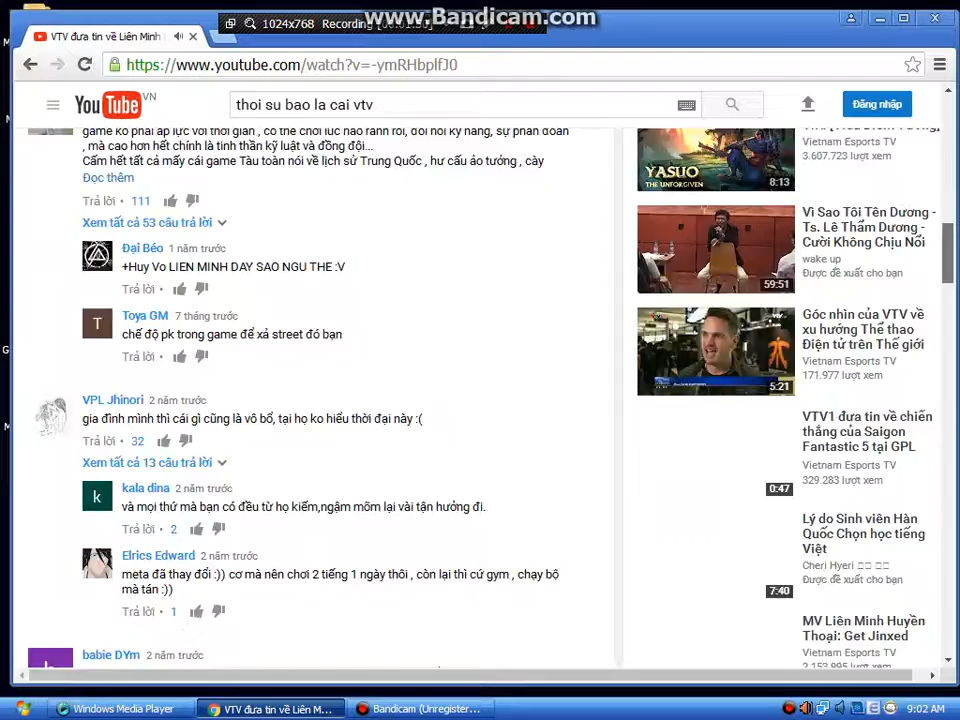 www.Bandicam.com
1024x768 Recording
VTV đưa tin về Liên Minh
https://www.youtube.com/watch?v=-ymRHbplfJ0
YouTube VN
thoi su bao la cai vtv
Đăng nhập
game ko phải áp lực với thời gian , có thể chơi lúc nào rảnh rỗi, đòi hỏi kỹ năng, sự phán đoán
, mà cao hơn hết chính là tinh thần kỹ luật và đồng đội...
Cấm hết tất cả mấy cái game Tàu toàn nói về lịch sử Trung Quốc , hư cấu ảo tưởng , cày
Đọc thêm
Trả lời · 111
Xem tất cả 53 câu trả lời
Đại Béo 1 năm trước
+Huy Vo LIEN MINH DAY SAO NGU THE :V
Trả lời ·
T
Toya GM 7 tháng trước
chế độ pk trong game để xả street đó bạn
Trả lời ·
VPL Jhinori 2 năm trước
gia đình mình thì cái gì cũng là vô bổ, tại họ ko hiểu thời đại này :(
Trả lời · 32
Xem tất cả 13 câu trả lời
k
kala dina 2 năm trước
và mọi thứ mà bạn có đều từ họ kiếm,ngậm mõm lại vài tận hưởng đi.
Trả lời · 2
Elrics Edward 2 năm trước
meta đã thay đổi :)) cơ mà nên chơi 2 tiếng 1 ngày thôi , còn lại thì cứ gym , chạy bộ
mà tán :))
Trả lời · 1
babie DYm 2 năm trước
Vietnam Esports TV
3.607.723 lượt xem
YASUO
THE UNFORGIVEN
8:13
Vì Sao Tôi Tên Dương -
Ts. Lê Thẩm Dương -
Cười Không Chịu Nổi
wake up
Được đề xuất cho bạn
59:51
Góc nhìn của VTV về
xu hướng Thể thao
Điện tử trên Thế giới
Vietnam Esports TV
171.977 lượt xem
5:21
VTV1 đưa tin về chiến
thắng của Saigon
Fantastic 5 tại GPL
Vietnam Esports TV
329.283 lượt xem
0:47
Lý do Sinh viên Hàn
Quốc Chọn học tiếng
Việt
Cheri Hyeri
Được đề xuất cho bạn
7:40
MV Liên Minh Huyền
Thoại: Get Jinxed
Vietnam Esports TV
2.153.995 lượt xem
Windows Media Player
VTV đưa tin về Liên M...
Bandicam (Unregister...
9:02 AM